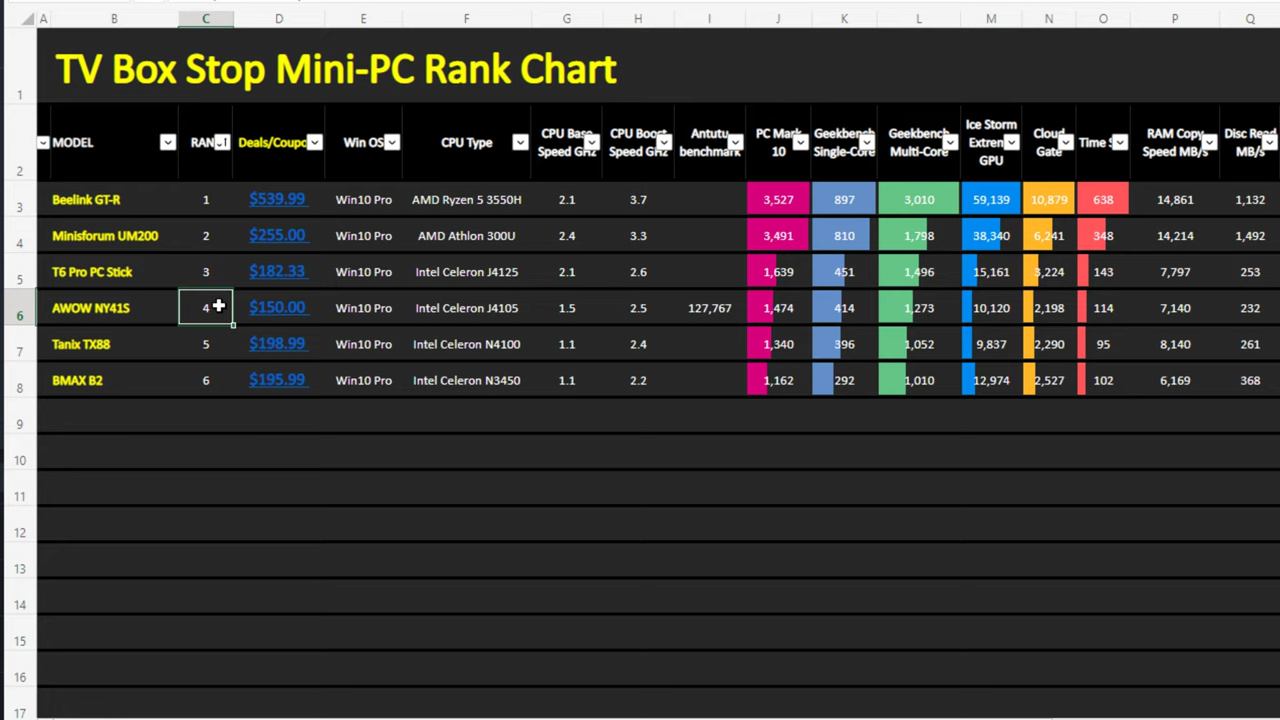 A B C D E F G H I J K L M N O P Q
1 TV Box Stop Mini-PC Rank Chart
2 MODEL RAN Deals/Coupo Win OS CPU Type CPU Base Speed GHz CPU Boost Speed GHz Antutu benchmark PC Mark 10 Geekbench Single-Core Geekbench Multi-Core Ice Storm Extrem GPU Cloud Gate Time S RAM Copy Speed MB/s Disc Read MB/s
3 Beelink GT-R 1 $539.99 Win10 Pro AMD Ryzen 5 3550H 2.1 3.7 3,527 897 3,010 59,139 10,879 638 14,861 1,132
4 Minisforum UM200 2 $255.00 Win10 Pro AMD Athlon 300U 2.4 3.3 3,491 810 1,798 38,340 6,241 348 14,214 1,492
5 T6 Pro PC Stick 3 $182.33 Win10 Pro Intel Celeron J4125 2.1 2.6 1,639 451 1,496 15,161 3,224 143 7,797 253
6 AWOW NY41S 4 $150.00 Win10 Pro Intel Celeron J4105 1.5 2.5 127,767 1,474 414 1,273 10,120 2,198 114 7,140 232
7 Tanix TX88 5 $198.99 Win10 Pro Intel Celeron N4100 1.1 2.4 1,340 396 1,052 9,837 2,290 95 8,140 261
8 BMAX B2 6 $195.99 Win10 Pro Intel Celeron N3450 1.1 2.2 1,162 292 1,010 12,974 2,527 102 6,169 368
9
10
11
12
13
14
15
16
17